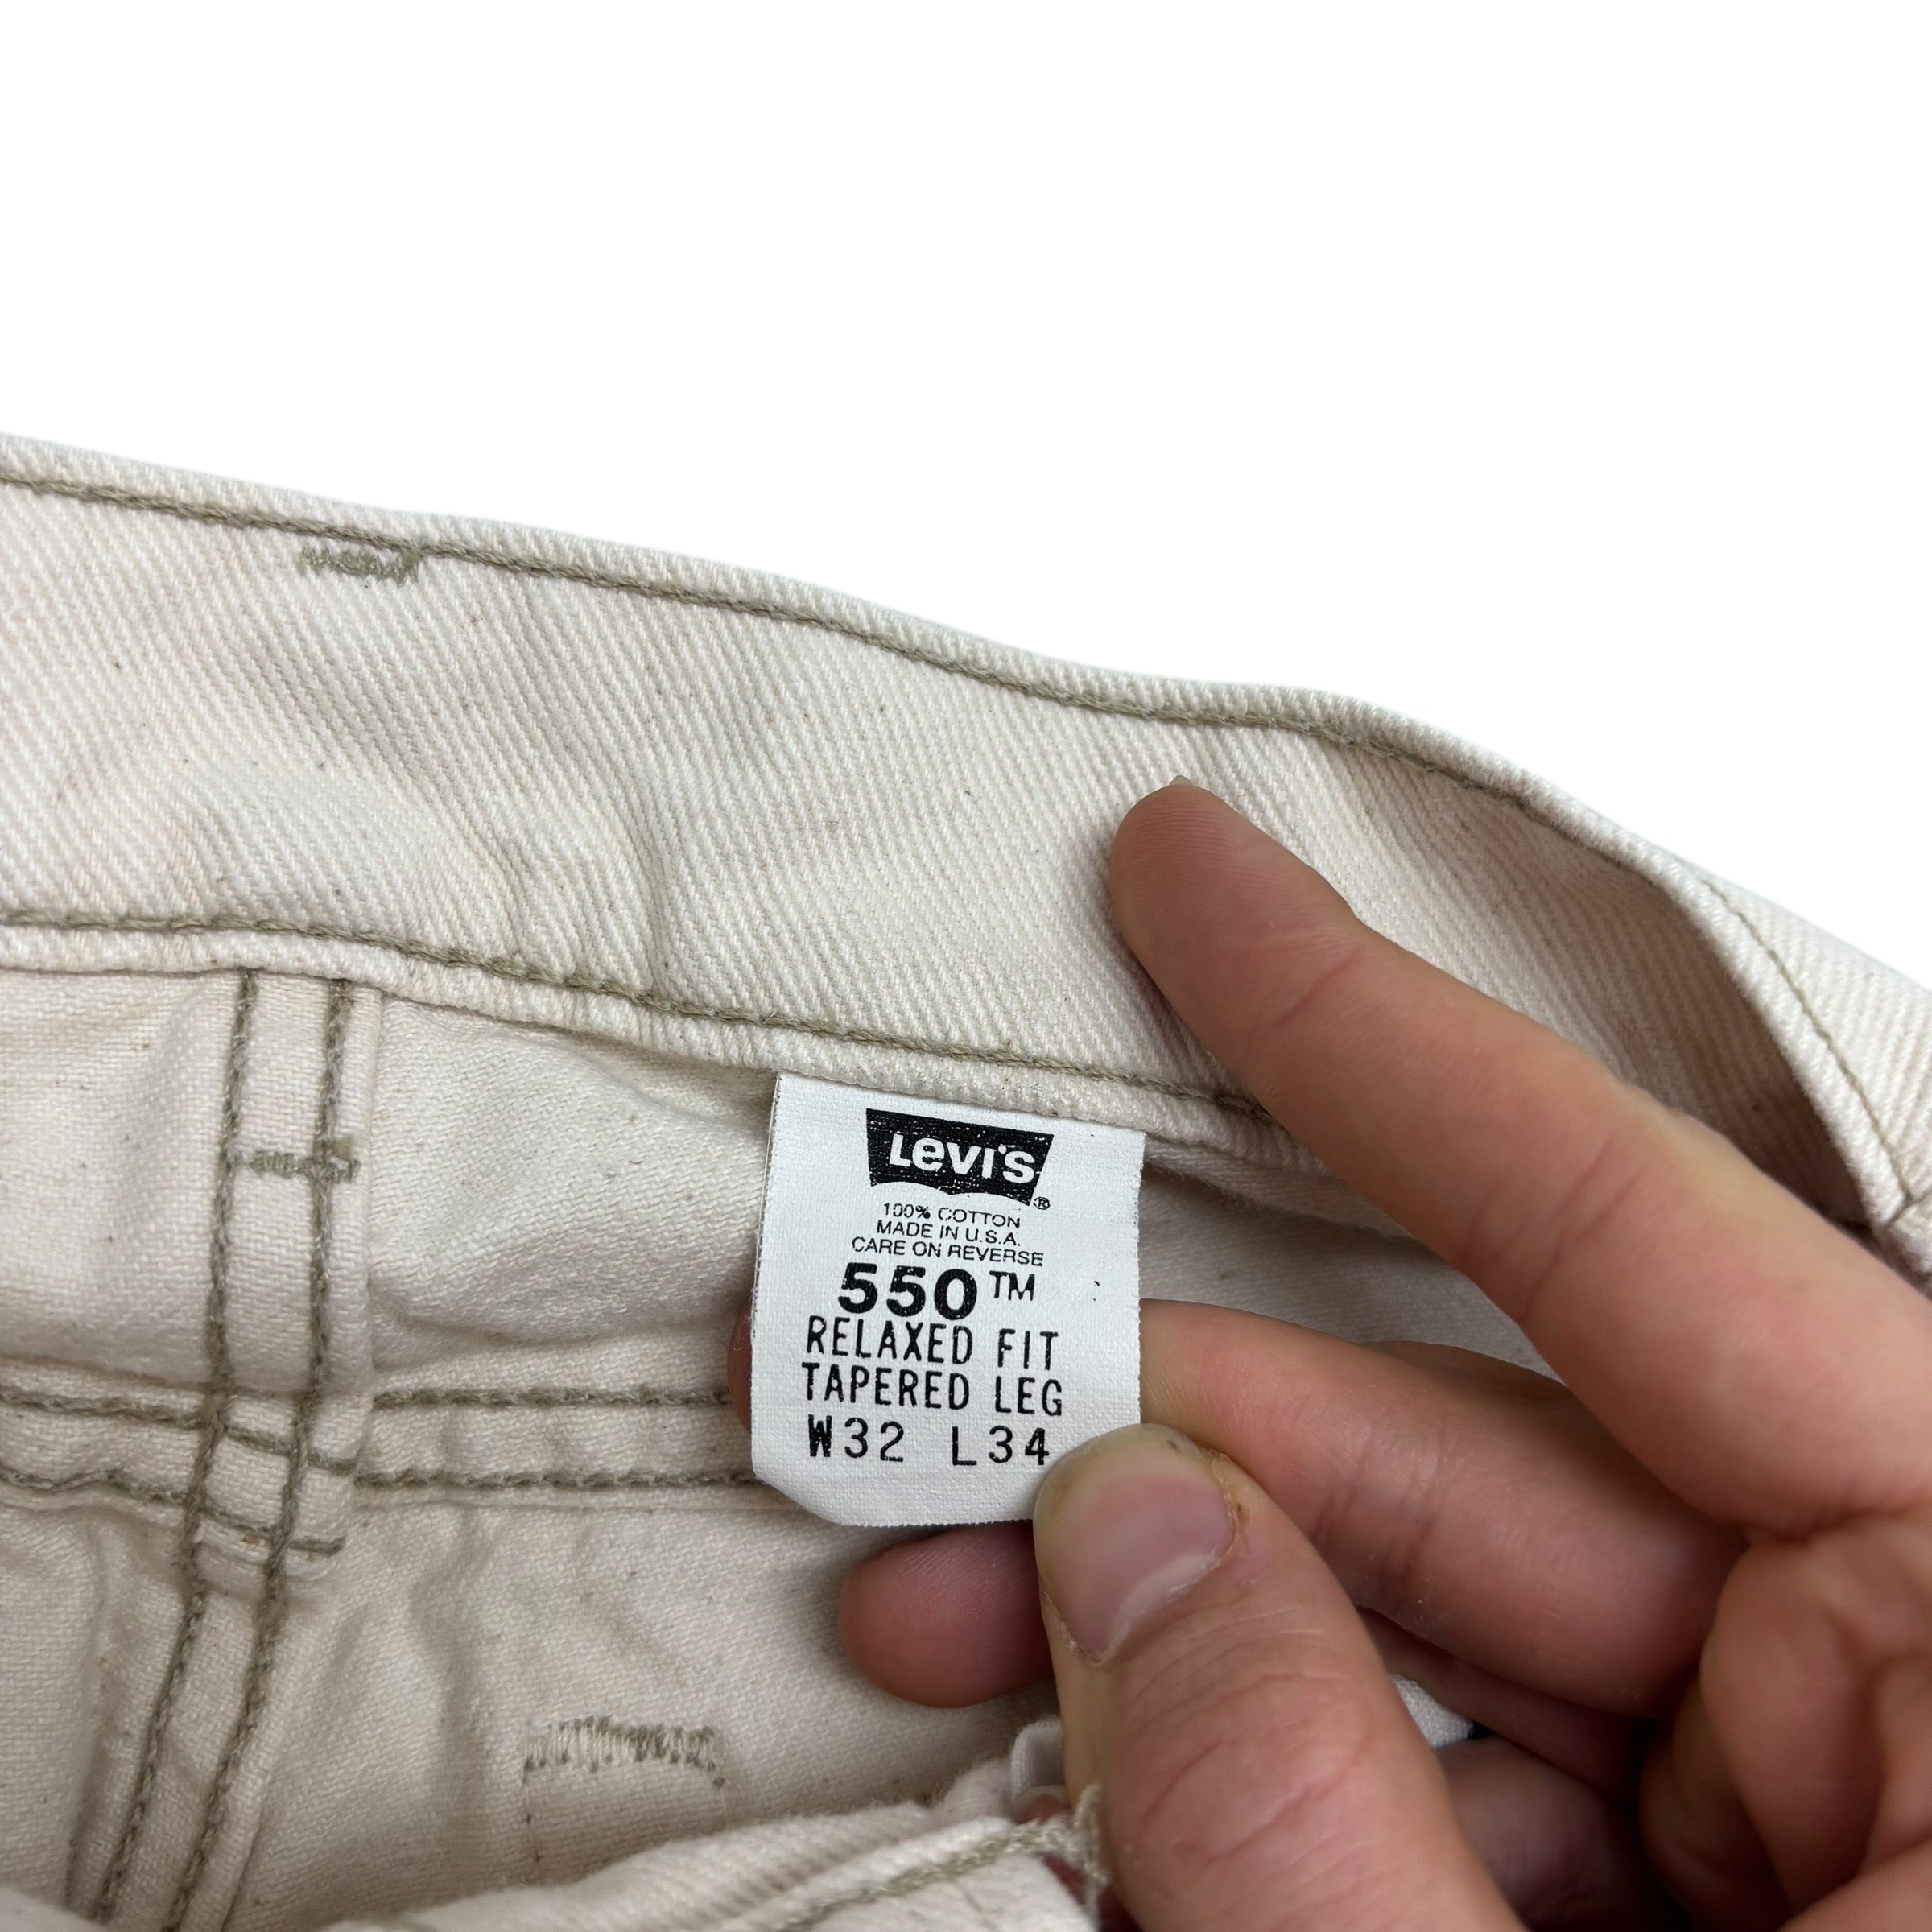 Levi's®
100% COTTON
MADE IN U.S.A.
CARE ON REVERSE
550™
RELAXED FIT
TAPERED LEG
W32 L34